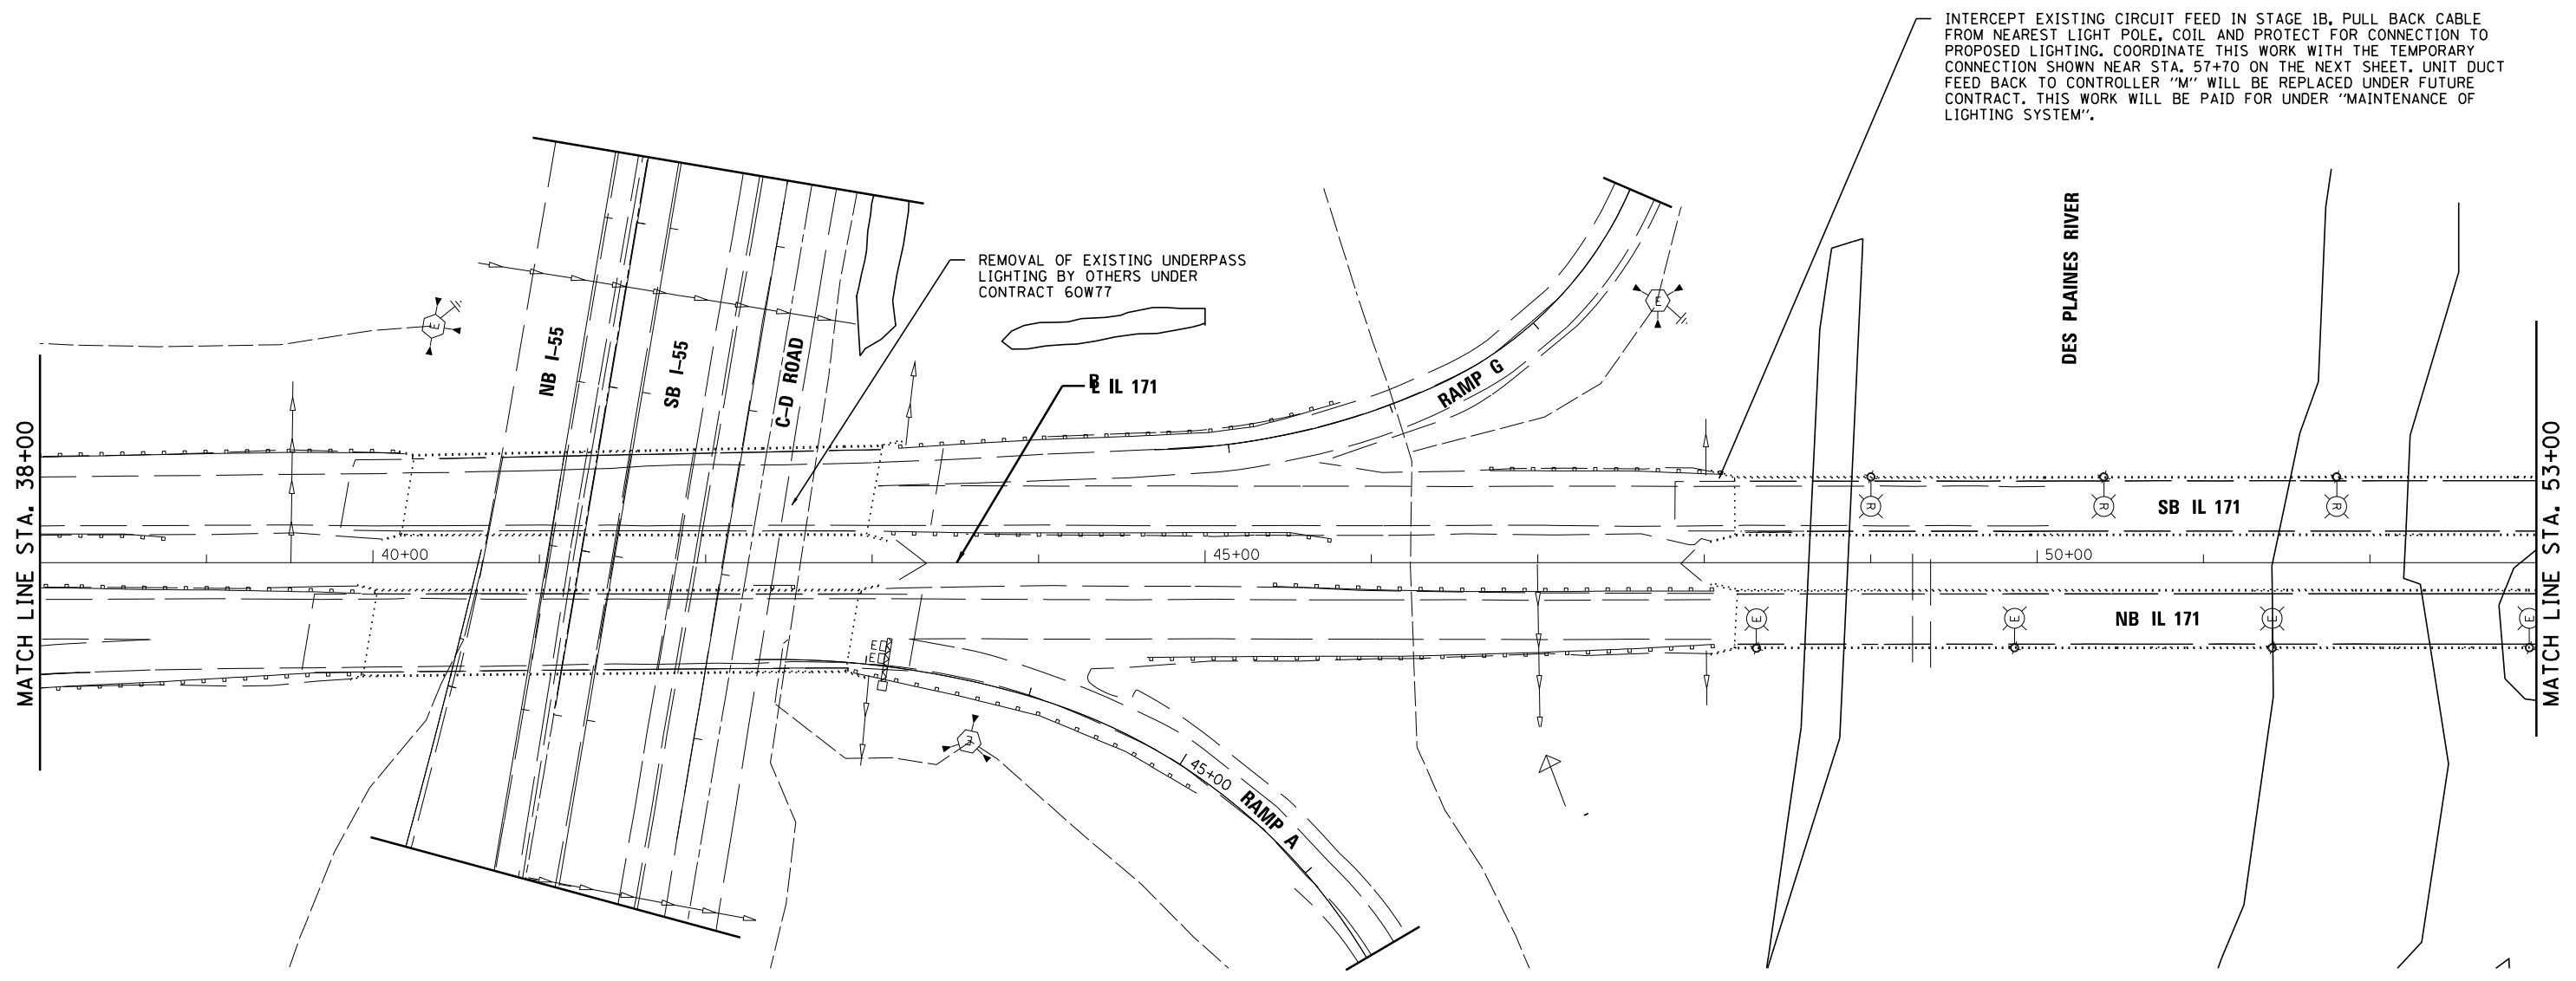 INTERCEPT EXISTING CIRCUIT FEED IN STAGE 1B, PULL BACK CABLE
FROM NEAREST LIGHT POLE, COIL AND PROTECT FOR CONNECTION TO
PROPOSED LIGHTING. COORDINATE THIS WORK WITH THE TEMPORARY
CONNECTION SHOWN NEAR STA. 57+70 ON THE NEXT SHEET. UNIT DUCT
FEED BACK TO CONTROLLER "M" WILL BE REPLACED UNDER FUTURE
CONTRACT. THIS WORK WILL BE PAID FOR UNDER "MAINTENANCE OF
LIGHTING SYSTEM".
REMOVAL OF EXISTING UNDERPASS
LIGHTING BY OTHERS UNDER
CONTRACT 60W77
DES PLAINES RIVER
E
E
NB I-55
SB I-55
C-D ROAD
RAMP G
IL 171
MATCH LINE STA. 38+00
MATCH LINE STA. 53+00
R
R
R
SB IL 171
40+00
45+00
50+00
E
E
E
E
NB IL 171
E
E
E
45+00
RAMP A